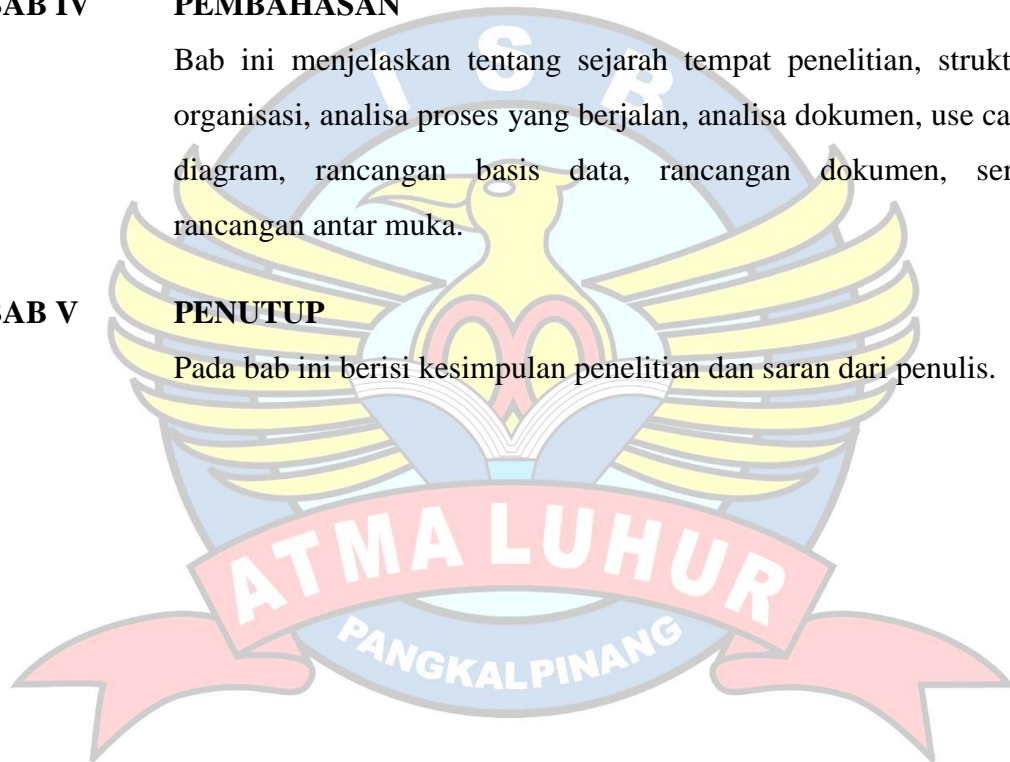 BAB IV PEMBAHASAN
Bab ini menjelaskan tentang sejarah tempat penelitian, strukt
organisasi, analisa proses yang berjalan, analisa dokumen, use ca
diagram, rancangan basis data, rancangan dokumen, ser
rancangan antar muka.
BAB V PENUTUP
Pada bab ini berisi kesimpulan penelitian dan saran dari penulis.
I S B
ATMA LUHUR
PANGKALPINANG